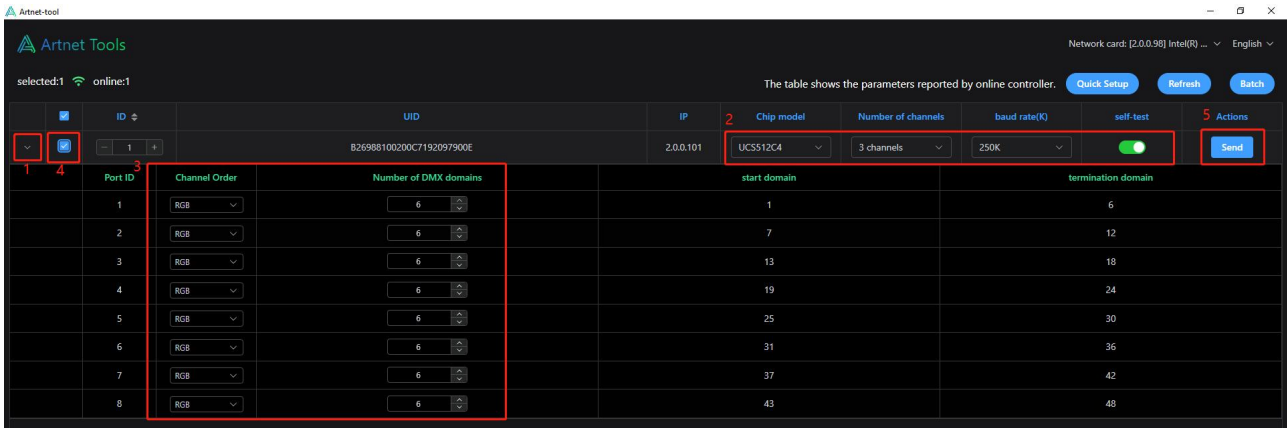 Artnet-tool
Artnet Tools
Network card: [2.0.0.98] Intel(R) ... English
selected:1 online:1
The table shows the parameters reported by online controller. Quick Setup Refresh Batch
ID UID IP 2 Chip model Number of channels baud rate(K) self-test 5 Actions
1 B26988100200C7192097900E 2.0.0.101 UCS512C4 3 channels 250K Send
1 4 3
Port ID Channel Order Number of DMX domains start domain termination domain
1 RGB 6 1 6
2 RGB 6 7 12
3 RGB 6 13 18
4 RGB 6 19 24
5 RGB 6 25 30
6 RGB 6 31 36
7 RGB 6 37 42
8 RGB 6 43 48